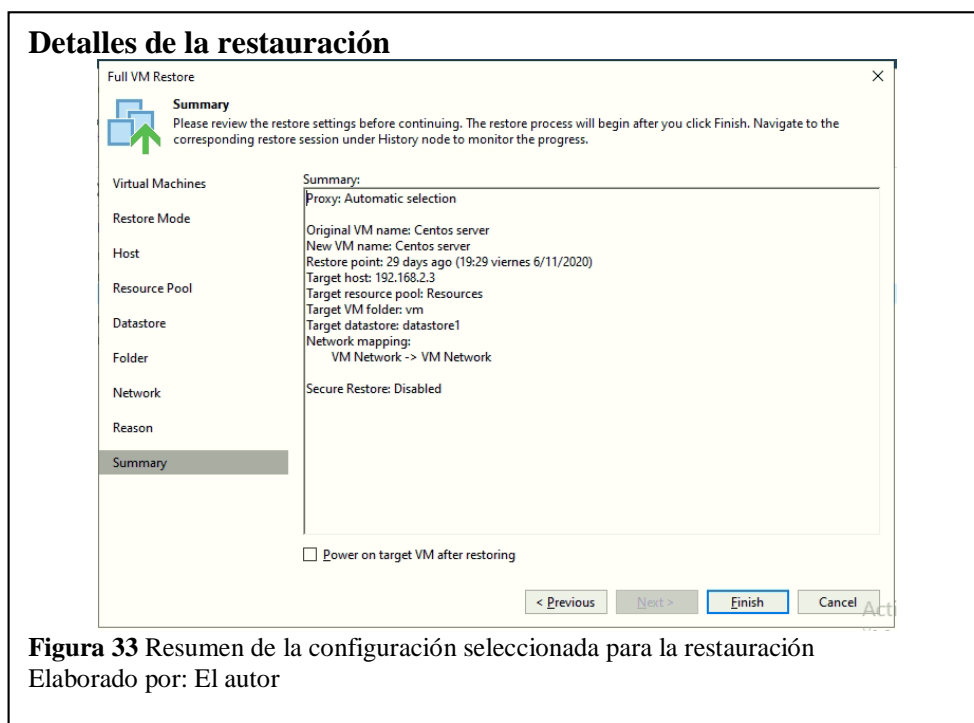 Detalles de la restauración
Full VM Restore
Summary
Please review the restore settings before continuing. The restore process will begin after you click Finish. Navigate to the
corresponding restore session under History node to monitor the progress.
Virtual Machines
Restore Mode
Host
Resource Pool
Datastore
Folder
Network
Reason
Summary
Summary:
Proxy: Automatic selection
Original VM name: Centos server
New VM name: Centos server
Restore point: 29 days ago (19:29 viernes 6/11/2020)
Target host: 192.168.2.3
Target resource pool: Resources
Target VM folder: vm
Target datastore: datastore1
Network mapping:
VM Network -> VM Network
Secure Restore: Disabled
Power on target VM after restoring
< Previous
Next >
Finish
Cancel
Acti
Figura 33 Resumen de la configuración seleccionada para la restauración
Elaborado por: El autor